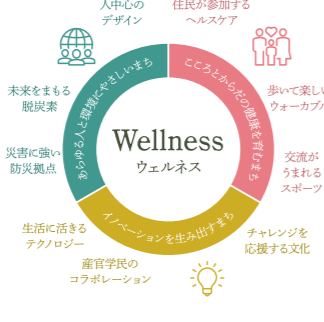 人中心の
デザイン
住民が参加する
ヘルスケア
未来をまもる
脱炭素
歩いて楽しい
ウォーカブル
災害に強い
防災拠点
交流が
うまれる
スポーツ
生活に活きる
テクノロジー
チャレンジを
応援する文化
産官学民の
コラボレーション
あらゆる人と環境にやさしいまち
こころとからだの健康を育むまち
イノベーションを生み出すまち
Wellness
ウェルネス